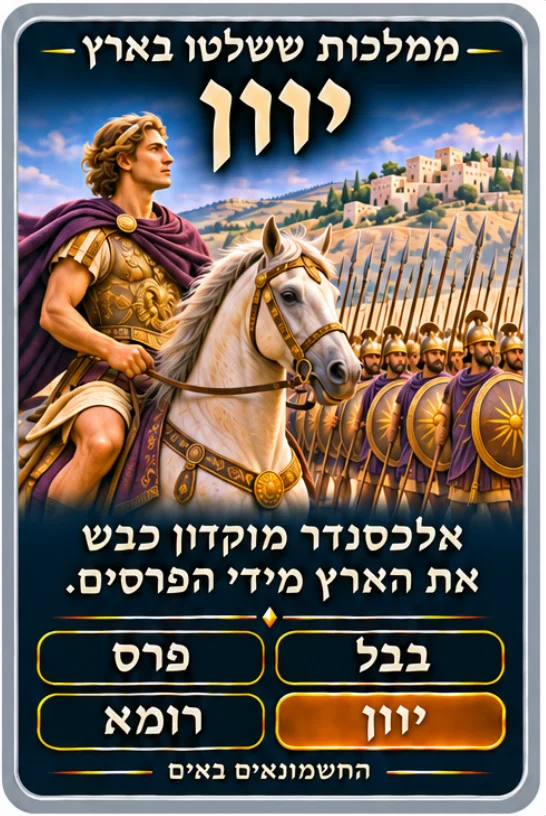 ממלכות ששלטו בארץ
יוון
אלכסנדר מוקדון כבש
את הארץ מידי הפרסים.
בבל
פרס
יוון
רומא
החשמונאים באים